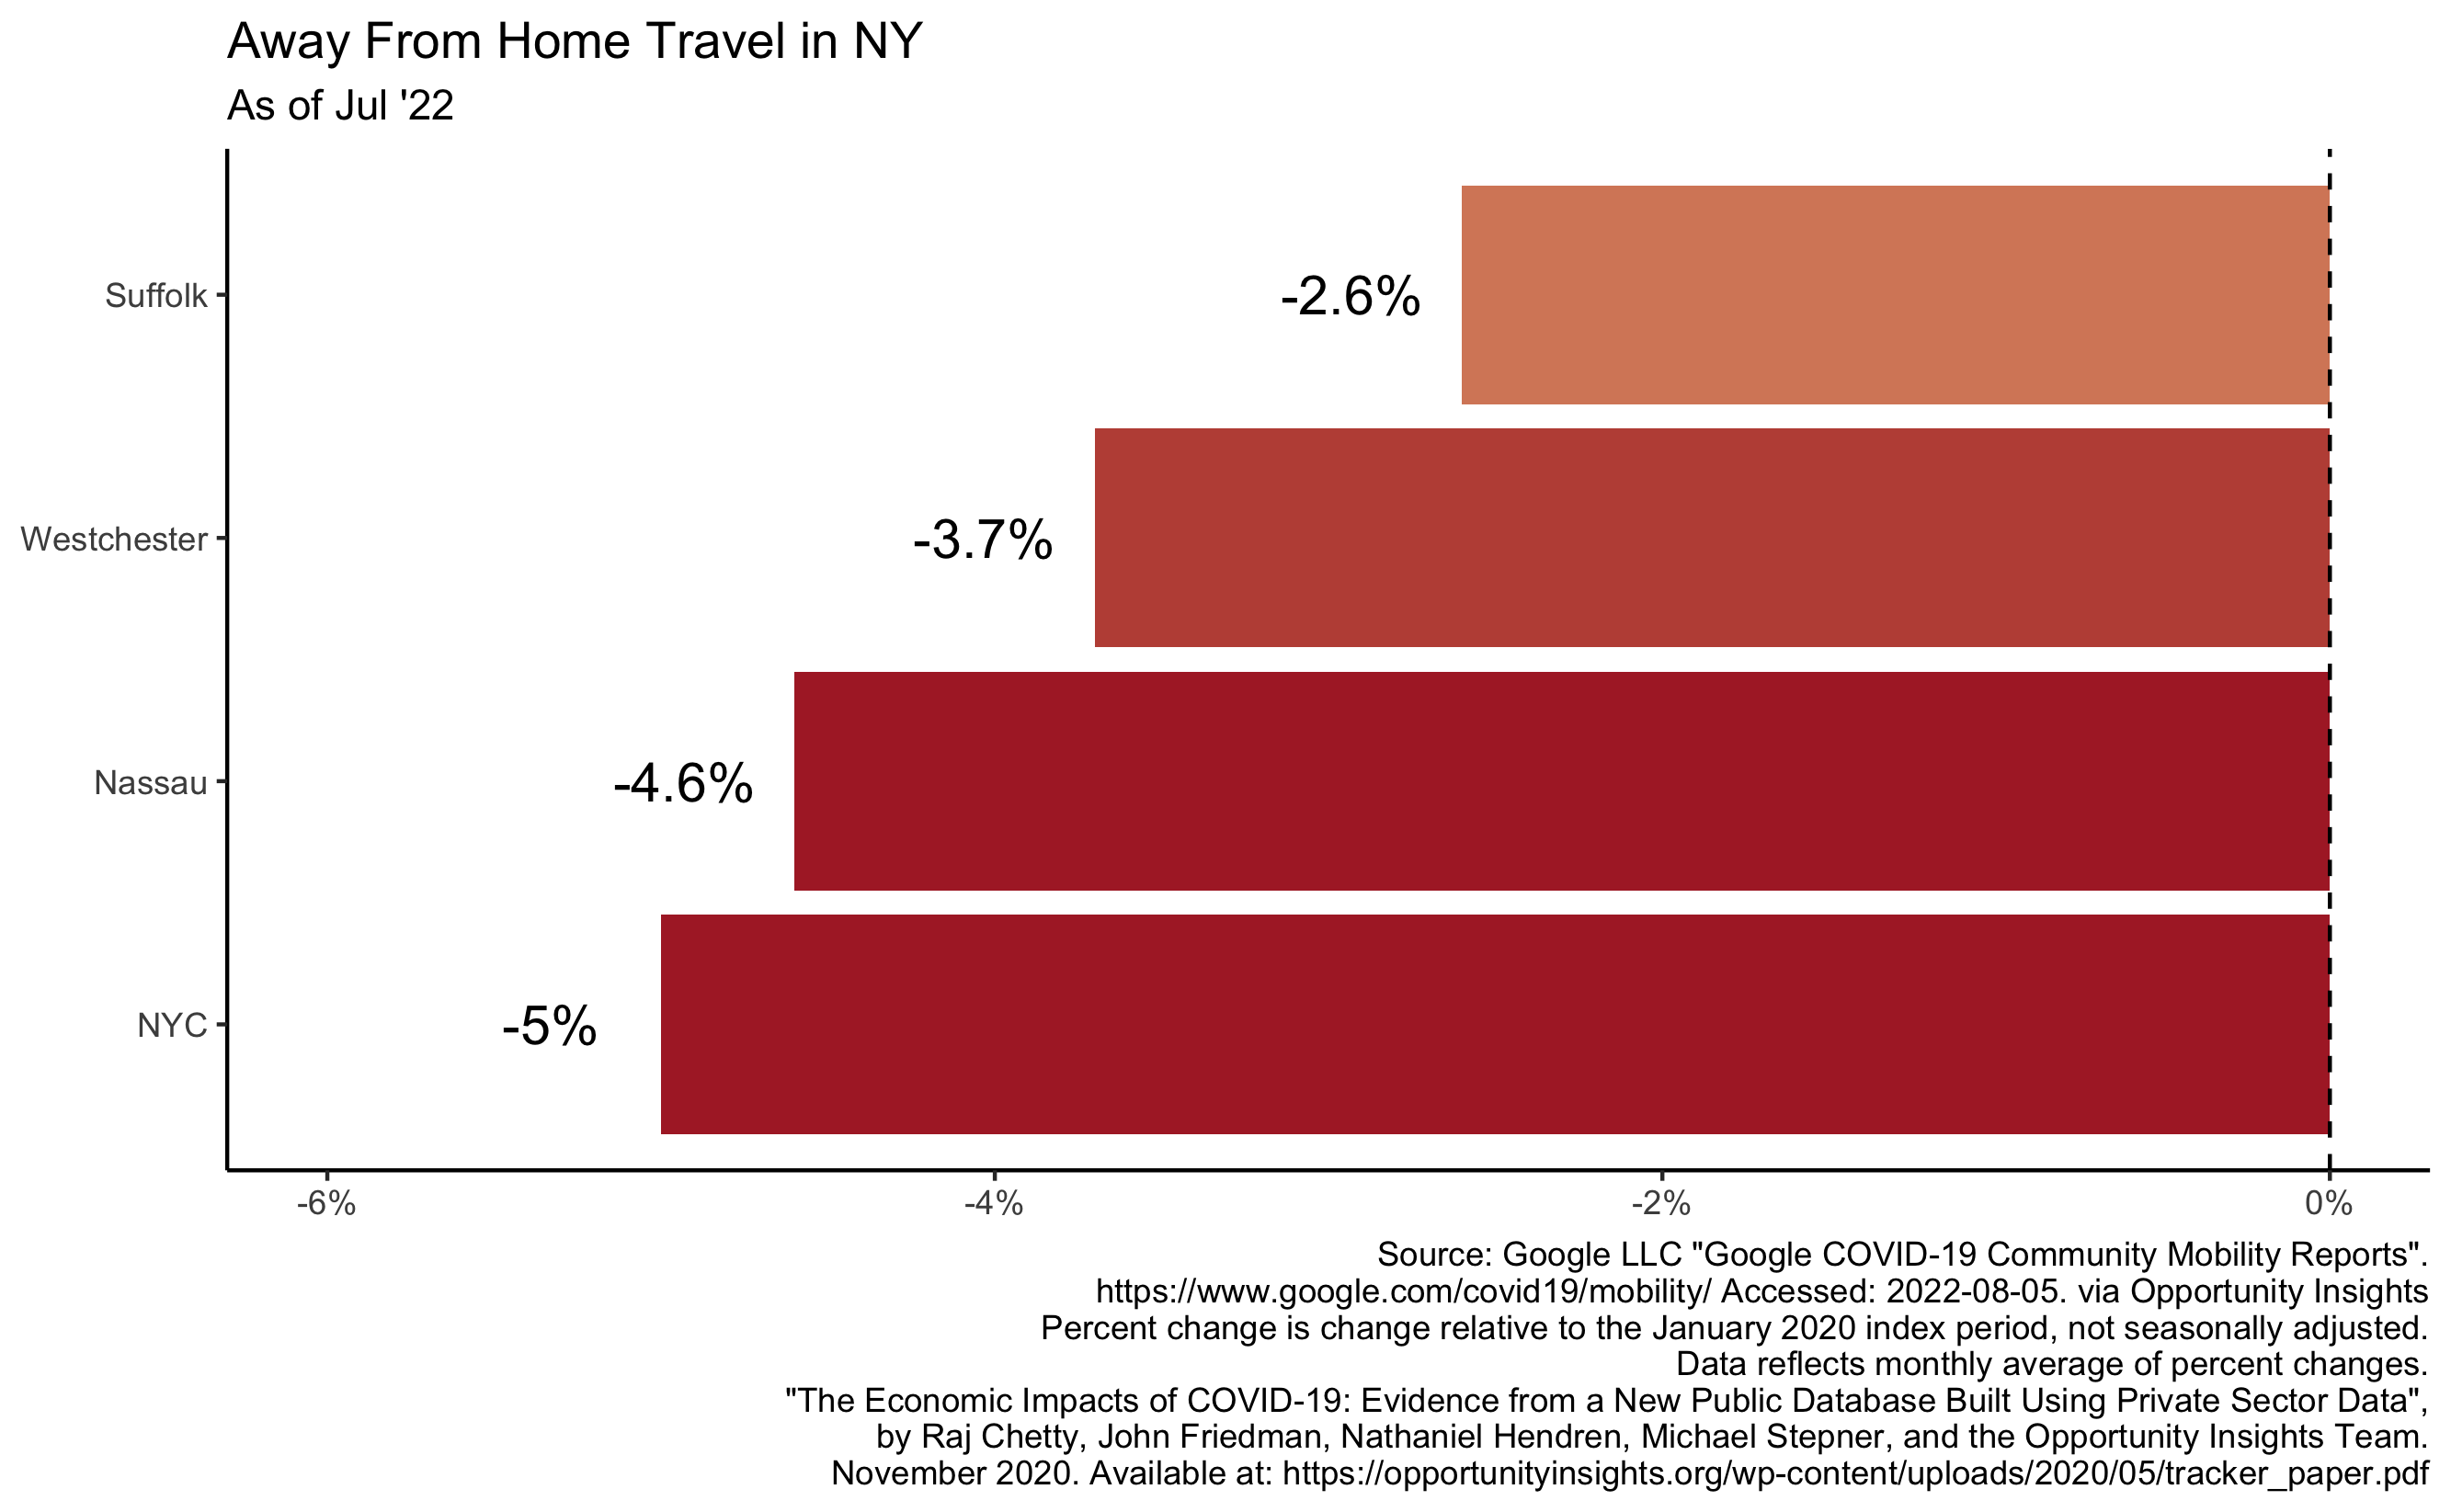 Away From Home Travel in NY
As of Jul '22
Suffolk
-2.6%
Westchester
-3.7%
Nassau
-4.6%
NYC
-5%
-6%
-4%
-2%
0%
Source: Google LLC "Google COVID-19 Community Mobility Reports".
https://www.google.com/covid19/mobility/ Accessed: 2022-08-05. via Opportunity Insights
Percent change is change relative to the January 2020 index period, not seasonally adjusted.
Data reflects monthly average of percent changes.
"The Economic Impacts of COVID-19: Evidence from a New Public Database Built Using Private Sector Data",
by Raj Chetty, John Friedman, Nathaniel Hendren, Michael Stepner, and the Opportunity Insights Team.
November 2020. Available at: https://opportunityinsights.org/wp-content/uploads/2020/05/tracker_paper.pdf